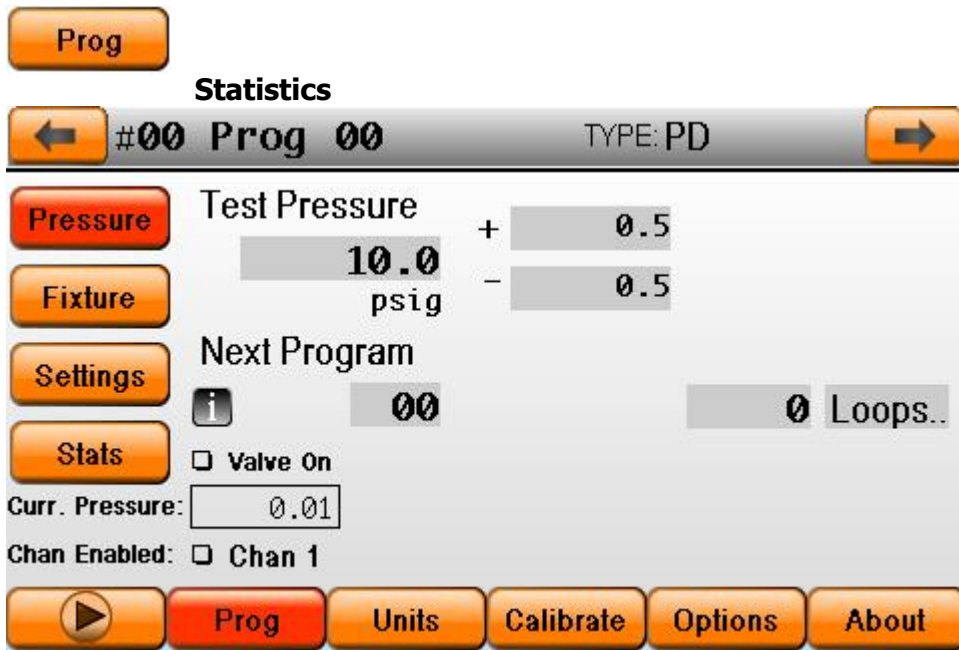 Prog
Statistics
#00 Prog 00 TYPE: PD
Pressure
Test Pressure
+ 0.5
10.0
- 0.5
psig
Fixture
Next Program
Settings
i 00 0 Loops..
Stats
Valve On
Curr. Pressure: 0.01
Chan Enabled: Chan 1
Prog Units Calibrate Options About